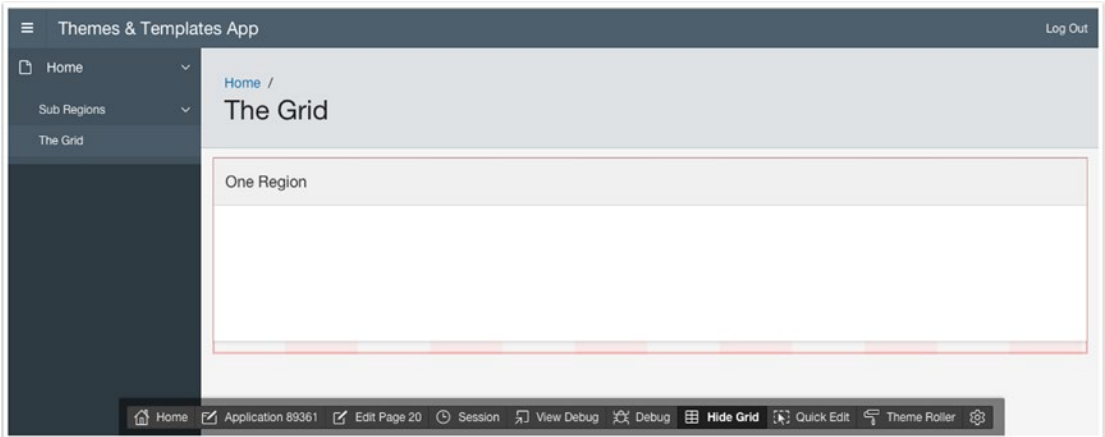 Themes & Templates App
Log Out
Home
Sub Regions
The Grid
Home /
The Grid
One Region
Home Application 89361 Edit Page 20 Session View Debug Debug Hide Grid Quick Edit Theme Roller